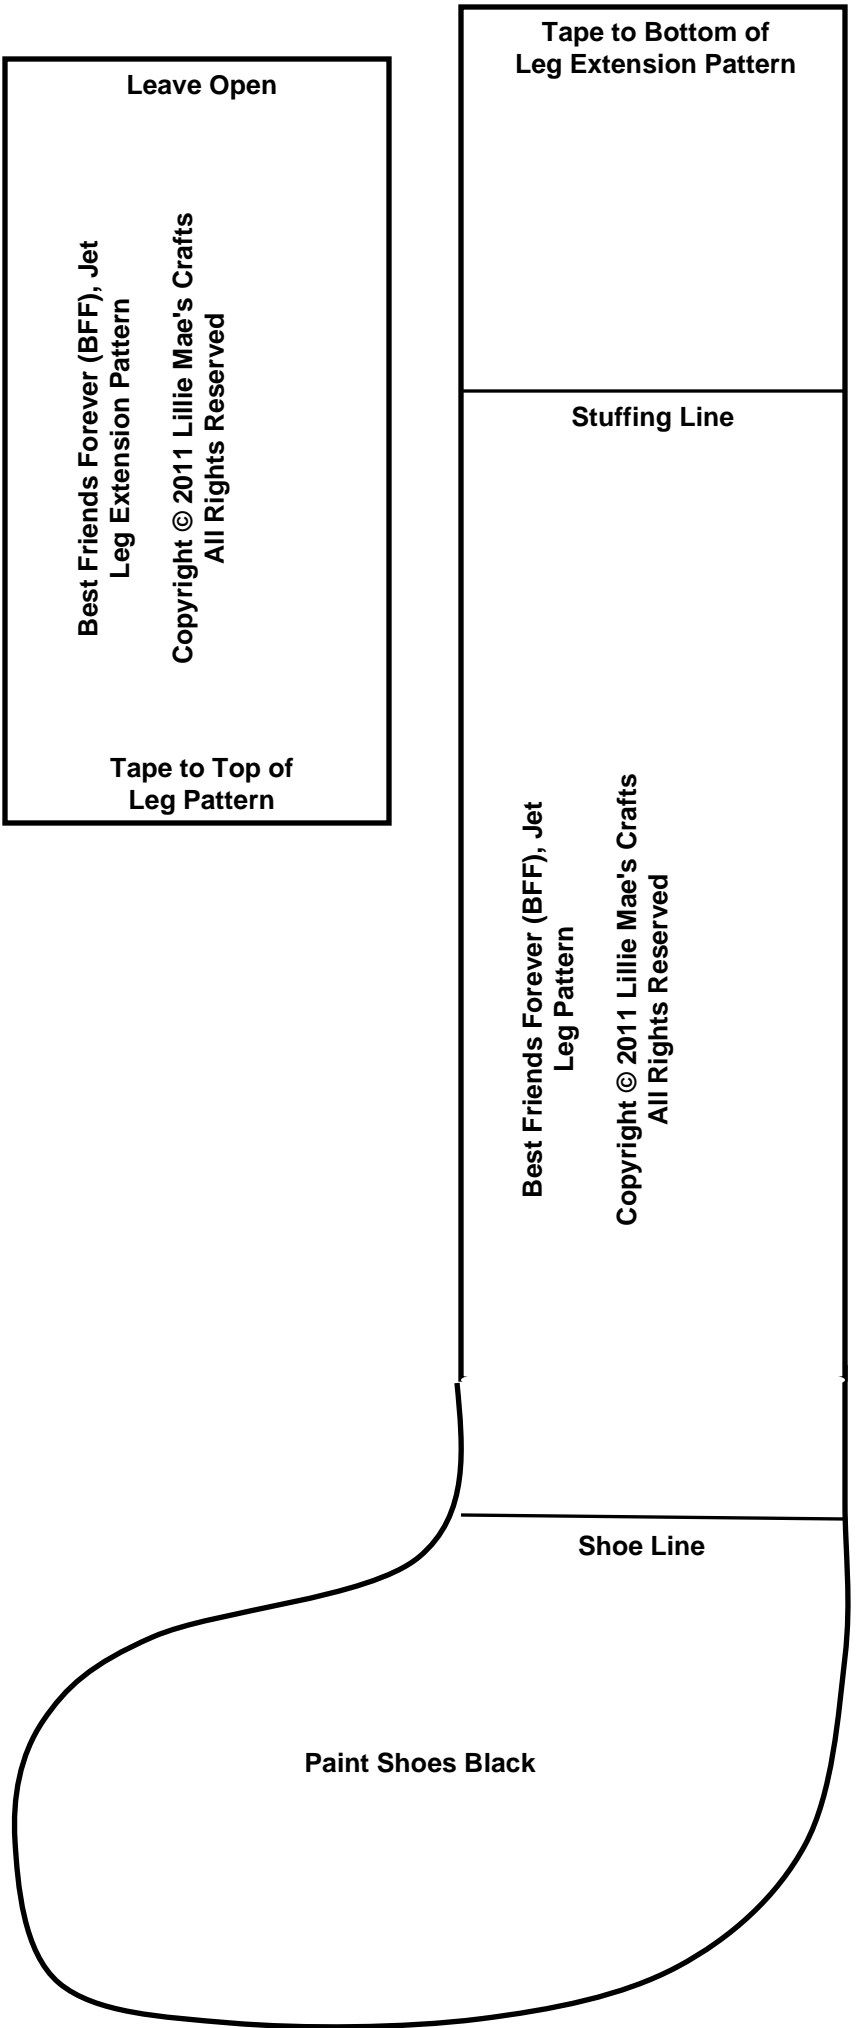 Leave Open
Best Friends Forever (BFF), Jet
Leg Extension Pattern
Copyright © 2011 Lillie Mae's Crafts
All Rights Reserved
Tape to Top of
Leg Pattern
Tape to Bottom of
Leg Extension Pattern
Stuffing Line
Best Friends Forever (BFF), Jet
Leg Pattern
Copyright © 2011 Lillie Mae's Crafts
All Rights Reserved
Shoe Line
Paint Shoes Black